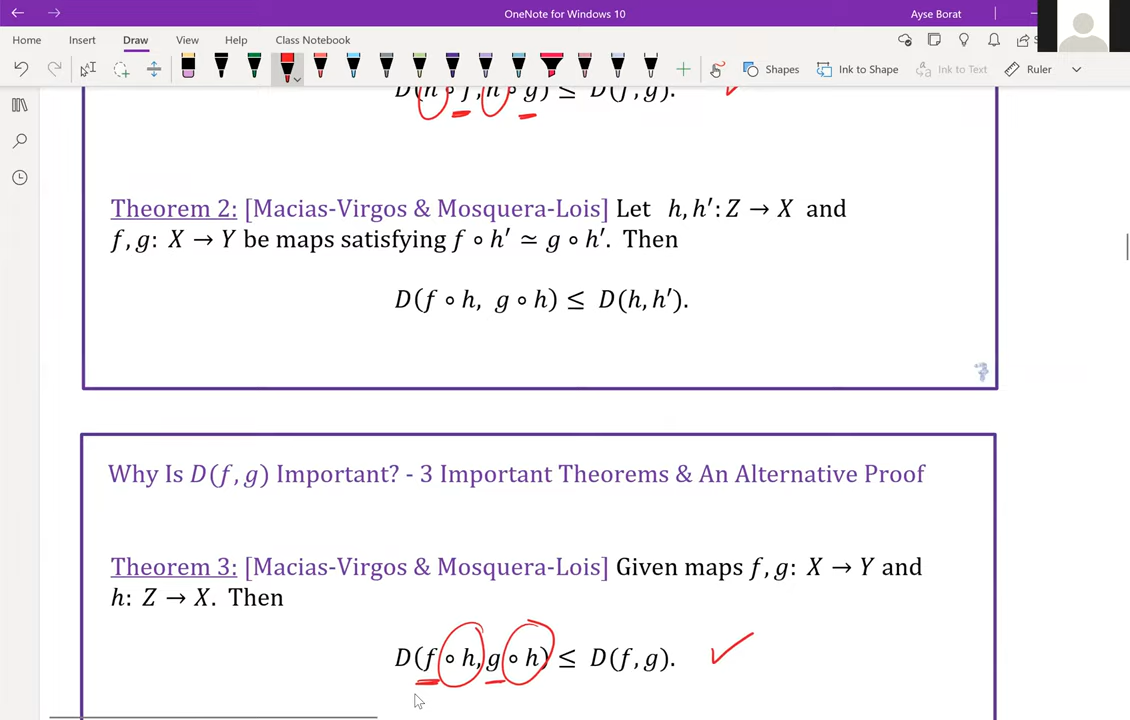 OneNote for Windows 10
Ayse Borat
Home Insert Draw View Help Class Notebook
Shapes Ink to Shape Ink to Text Ruler
D(h ∘ f, h ∘ g) ≤ D(f, g).
Theorem 2: [Macias-Virgos & Mosquera-Lois] Let h, h′: Z → X and
f, g: X → Y be maps satisfying f ∘ h′ ≃ g ∘ h′. Then
D(f ∘ h, g ∘ h) ≤ D(h, h′).
Why Is D(f, g) Important? - 3 Important Theorems & An Alternative Proof
Theorem 3: [Macias-Virgos & Mosquera-Lois] Given maps f, g: X → Y and
h: Z → X. Then
D(f ∘ h, g ∘ h) ≤ D(f, g).